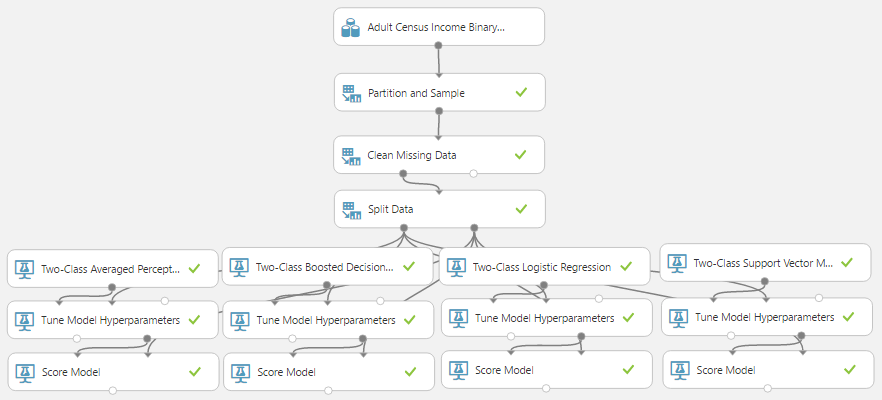 Adult Census Income Binary...
Partition and Sample
Clean Missing Data
Split Data
Two-Class Averaged Percept...
Two-Class Boosted Decision...
Two-Class Logistic Regression
Two-Class Support Vector M...
Tune Model Hyperparameters
Tune Model Hyperparameters
Tune Model Hyperparameters
Tune Model Hyperparameters
Score Model
Score Model
Score Model
Score Model